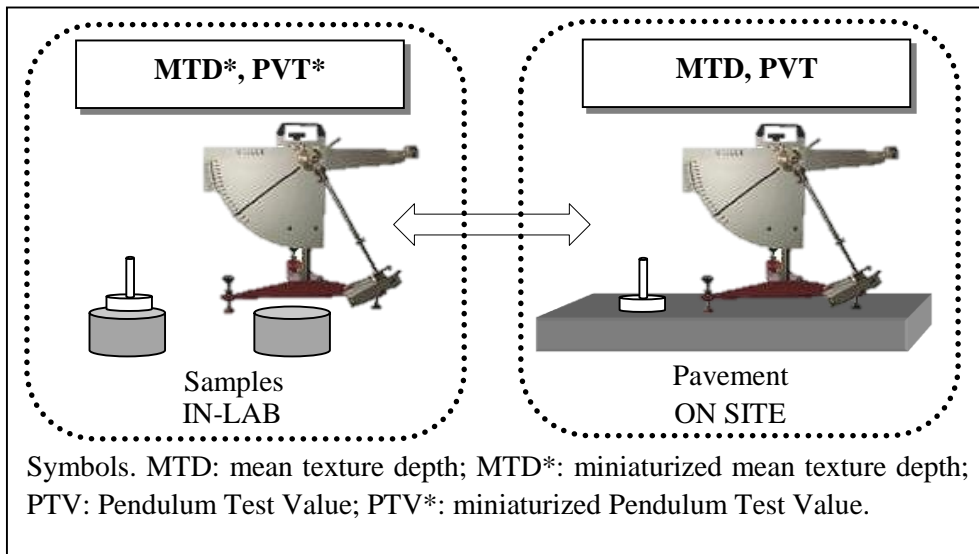 MTD*, PVT*
MTD, PVT
Samples
IN-LAB
Pavement
ON SITE
Symbols. MTD: mean texture depth; MTD*: miniaturized mean texture depth;
PTV: Pendulum Test Value; PTV*: miniaturized Pendulum Test Value.